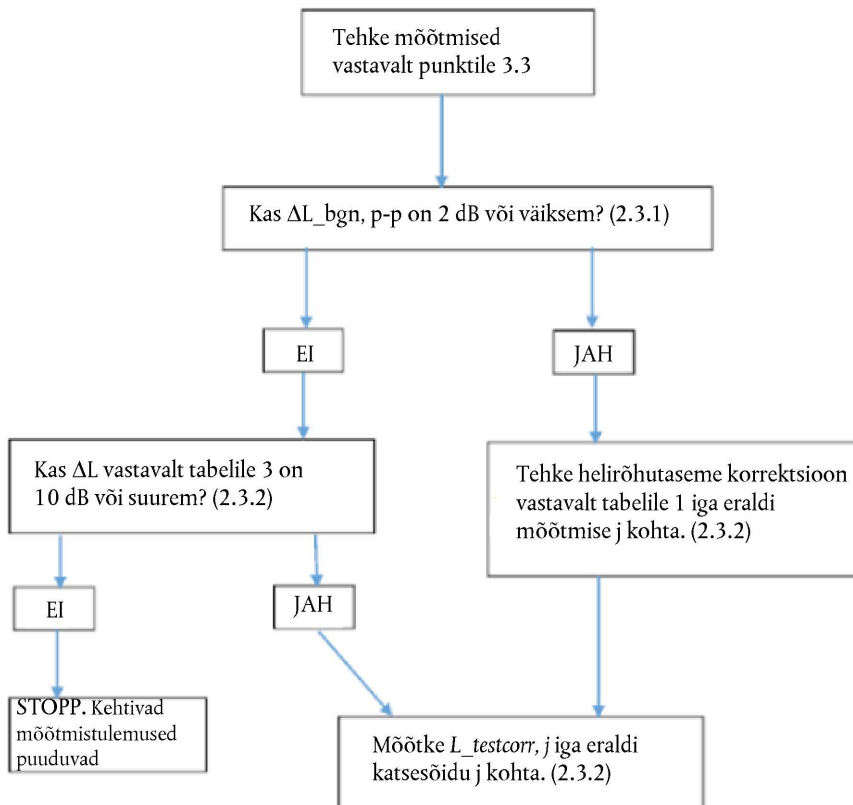 Tehke mõõtmised
vastavalt punktile 3.3
Kas ΔL_bgn, p-p on 2 dB või väiksem? (2.3.1)
EI
JAH
Kas ΔL vastavalt tabelile 3 on
10 dB või suurem? (2.3.2)
Tehke helirõhutaseme korrektsioon
vastavalt tabelile 1 iga eraldi
mõõtmise j kohta. (2.3.2)
EI
JAH
STOPP. Kehtivad
mõõtmistulemused
puuduvad
Mõõtke L_testcorr, j iga eraldi
katsesõidu j kohta. (2.3.2)